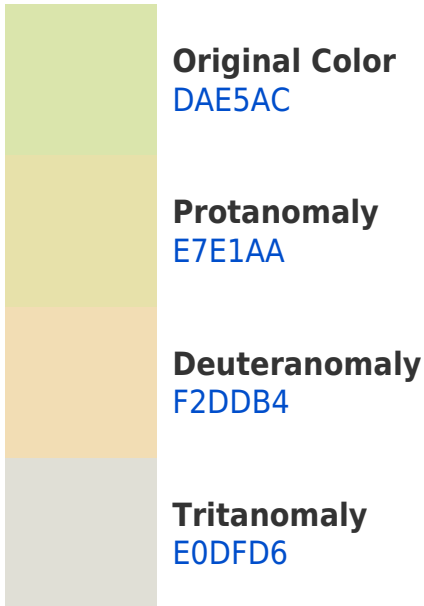 Original Color
DAE5AC
Protanomaly
E7E1AA
Deuteranomaly
F2DDB4
Tritanomaly
E0DFD6